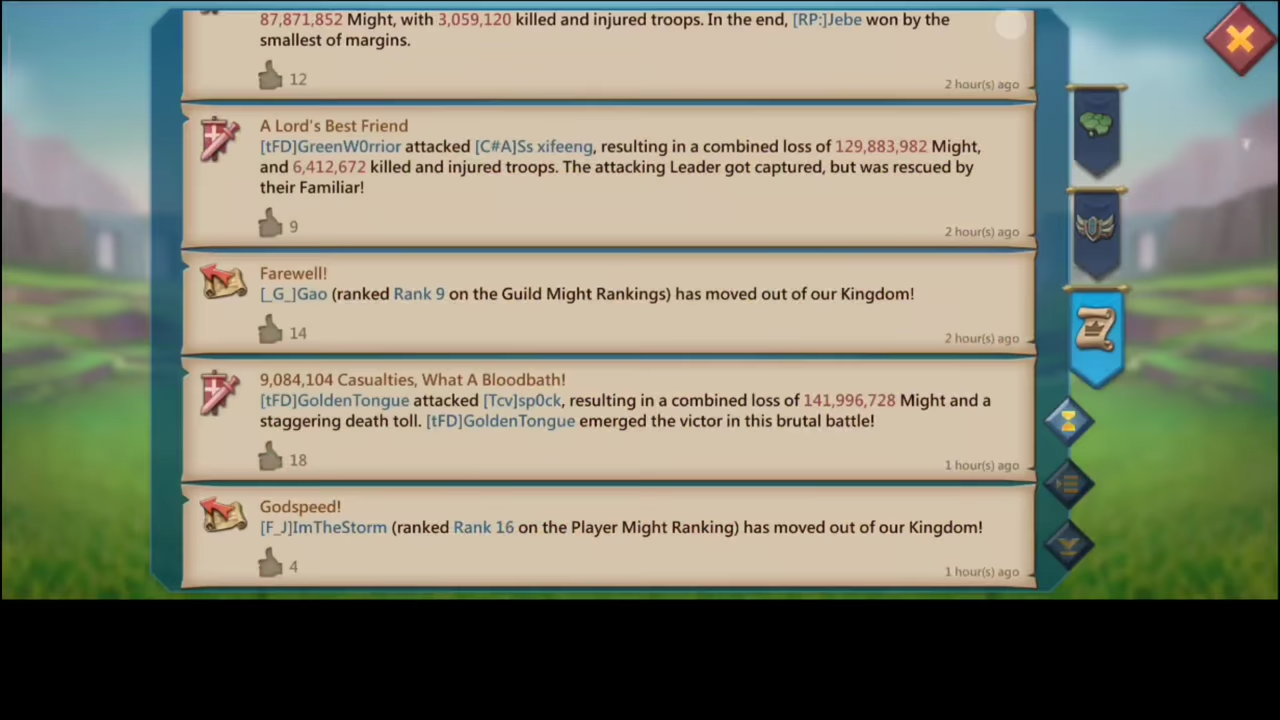 87,871,852 Might, with 3,059,120 killed and injured troops. In the end, [RP:]Jebe won by the
smallest of margins.
12
2 hour(s) ago
A Lord's Best Friend
[tFD]GreenW0rrior attacked [C#A]Ss xifeeng, resulting in a combined loss of 129,883,982 Might,
and 6,412,672 killed and injured troops. The attacking Leader got captured, but was rescued by
their Familiar!
9
2 hour(s) ago
Farewell!
[_G_]Gao (ranked Rank 9 on the Guild Might Rankings) has moved out of our Kingdom!
14
2 hour(s) ago
9,084,104 Casualties, What A Bloodbath!
[tFD]GoldenTongue attacked [Tcv]sp0ck, resulting in a combined loss of 141,996,728 Might and a
staggering death toll. [tFD]GoldenTongue emerged the victor in this brutal battle!
18
1 hour(s) ago
Godspeed!
[F_J]ImTheStorm (ranked Rank 16 on the Player Might Ranking) has moved out of our Kingdom!
4
1 hour(s) ago